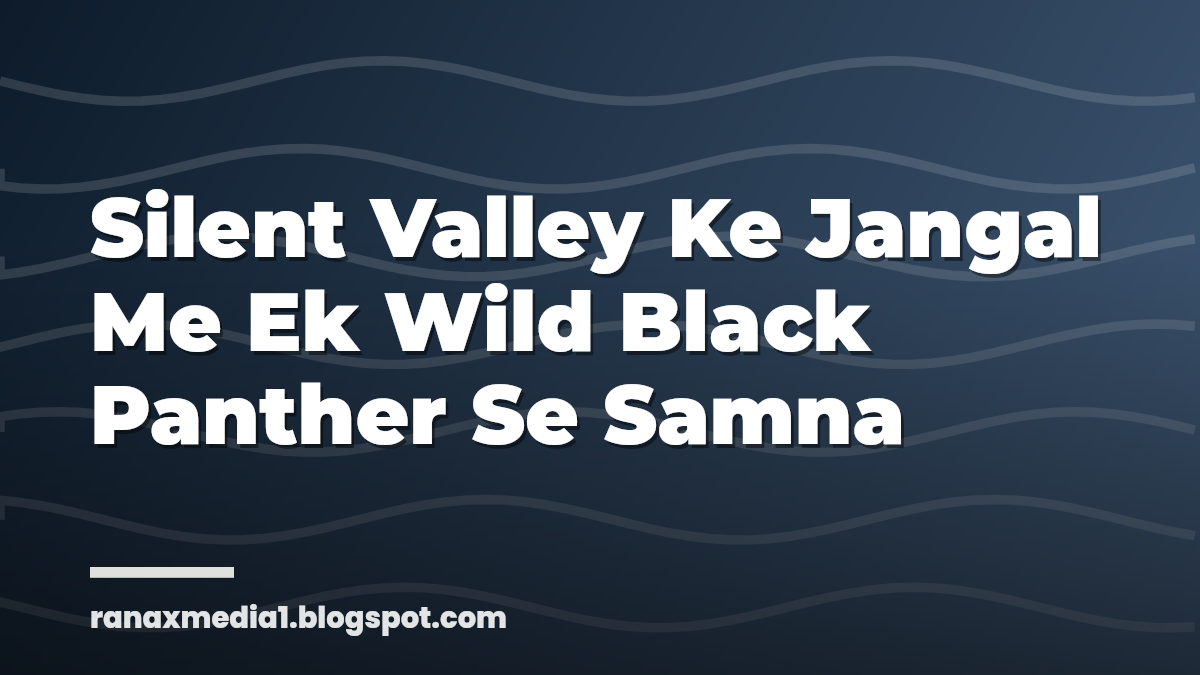 Silent Valley Ke Jangal
Me Ek Wild Black
Panther Se Samna
ranaxmedia1.blogspot.com